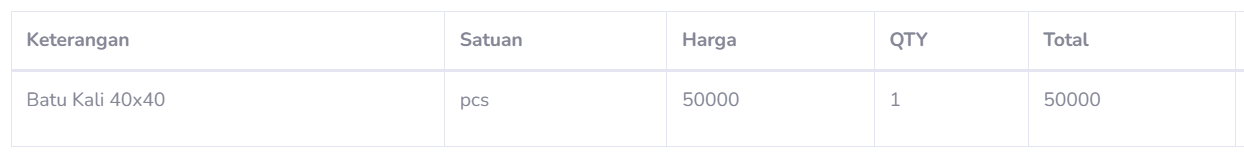 Keterangan Satuan Harga QTY Total
Batu Kali 40x40 pcs 50000 1 50000